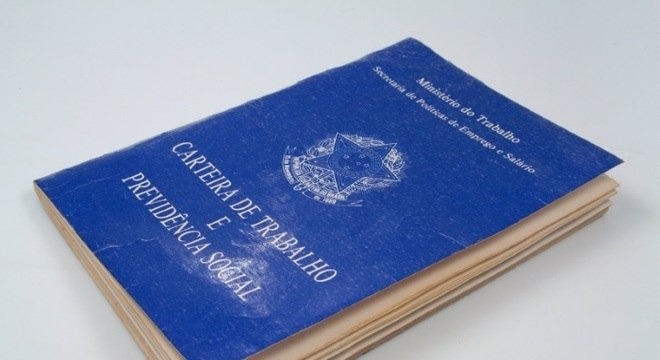 Ministério do Trabalho
Secretaria de Políticas de Emprego e Salário
CARTEIRA DE TRABALHO
E
PREVIDÊNCIA SOCIAL